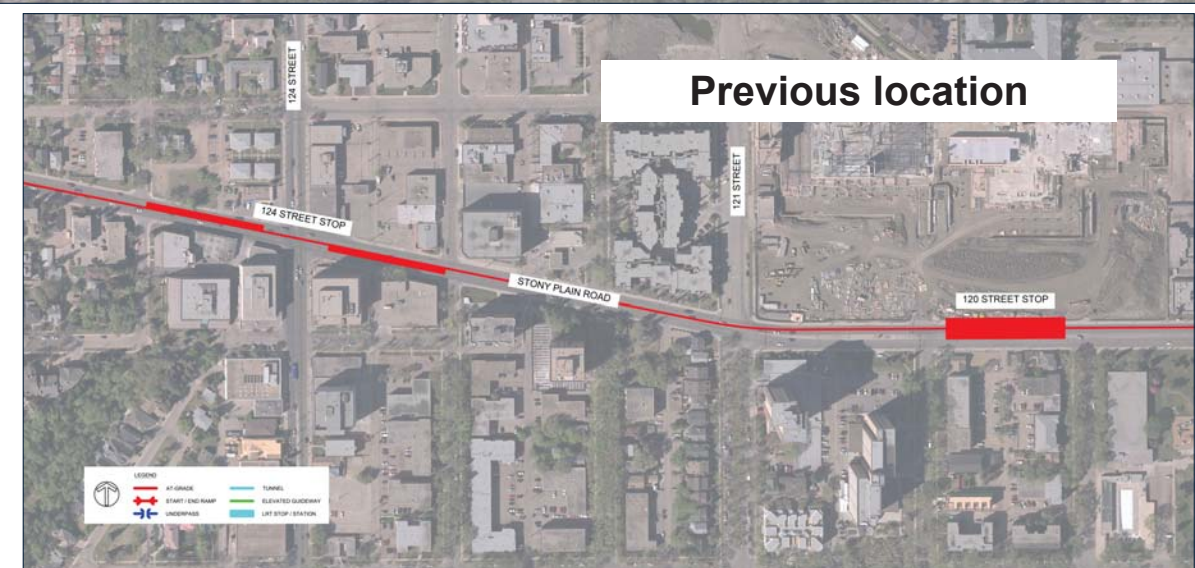 Previous location
124 STREET
124 STREET STOP
121 STREET
STONY PLAIN ROAD
120 STREET STOP
LEGEND
AT-GRADE
START / END RAMP
UNDERPASS
TUNNEL
ELEVATED GUIDEWAY
LRT STOP / STATION